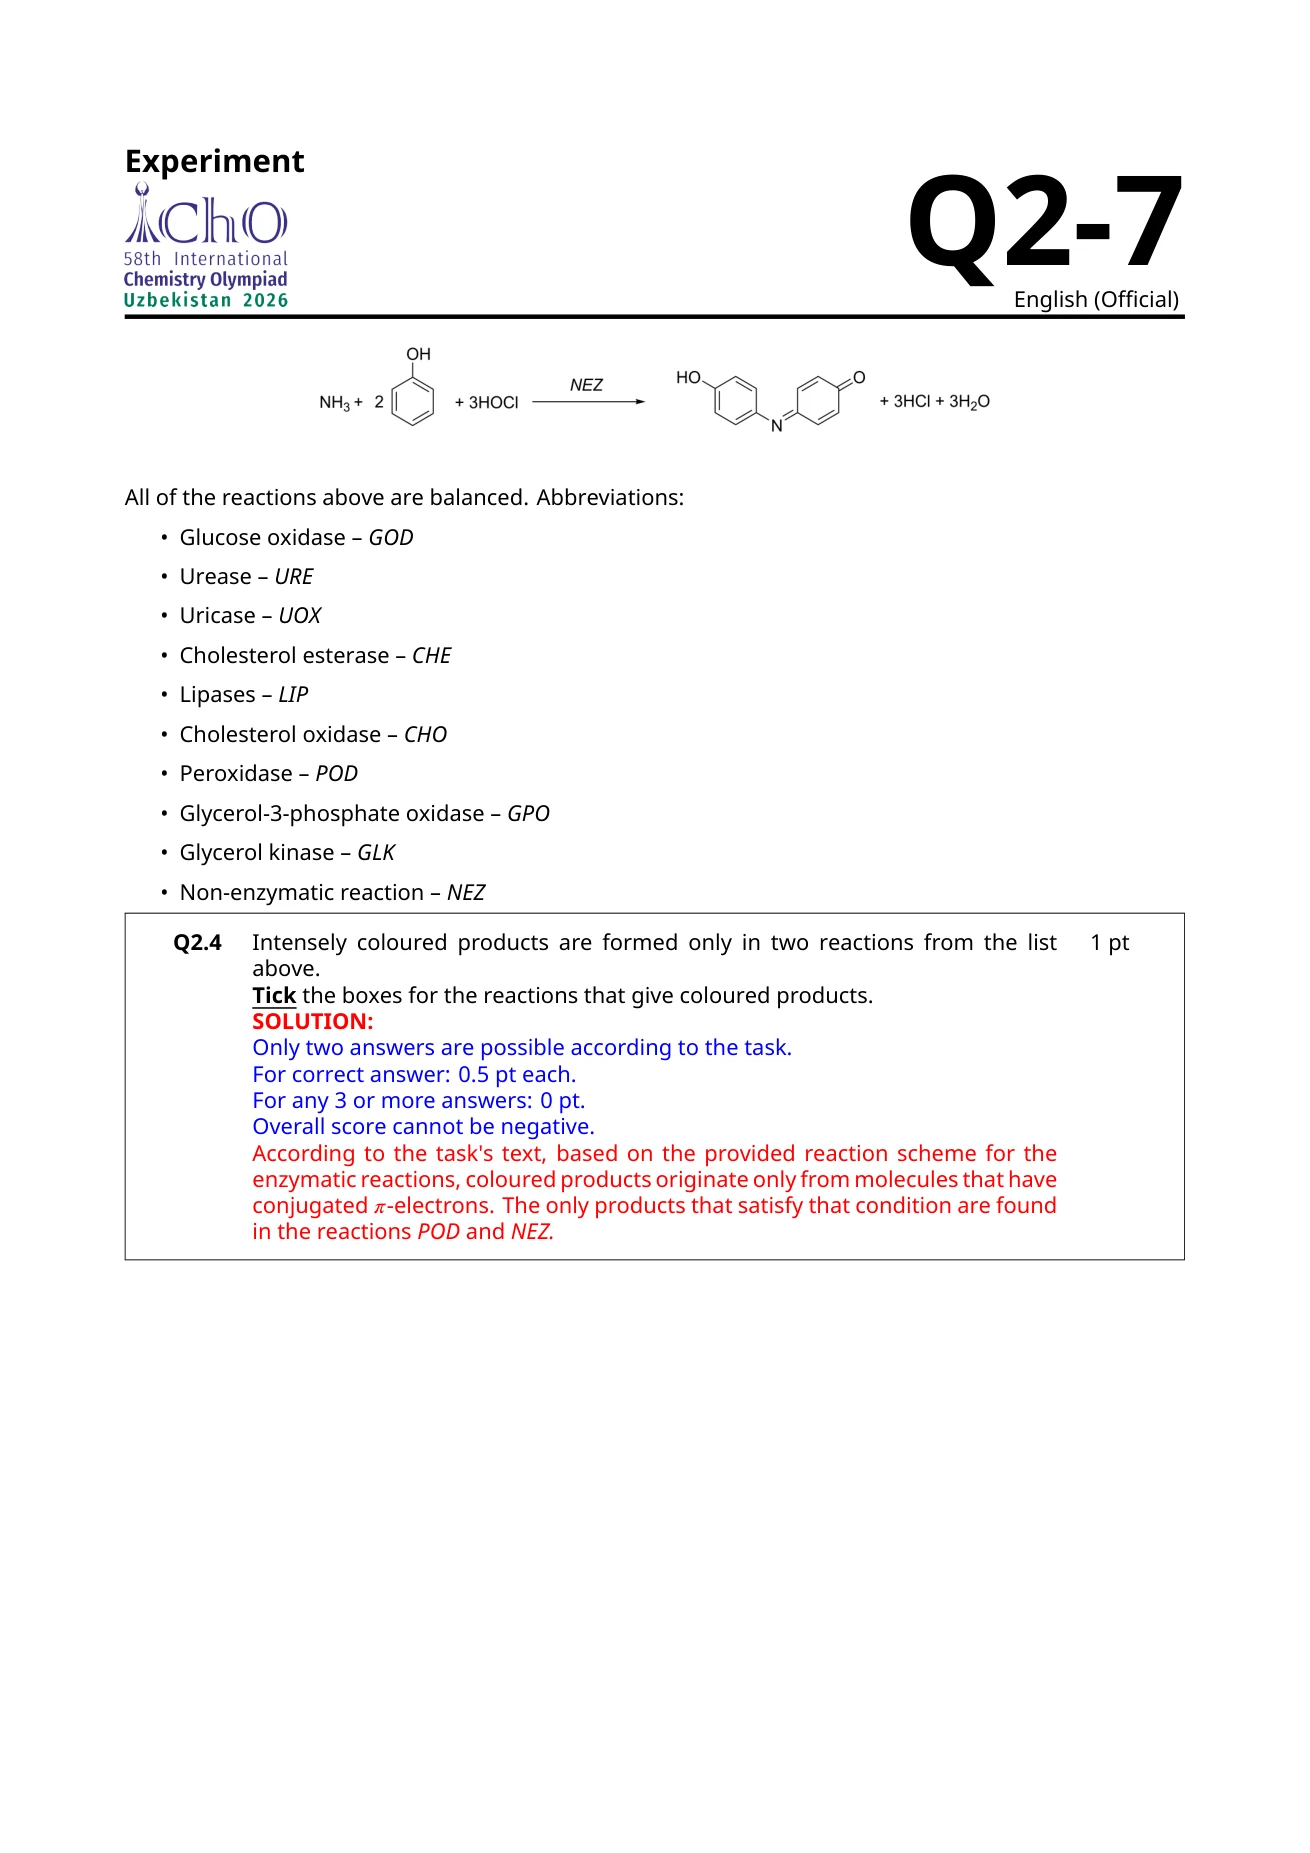 Experiment
IChO
58th International
Chemistry Olympiad
Uzbekistan 2026
Q2-7
English (Official)
NH3 + 2 OH + 3HOCl NEZ HO N O + 3HCl + 3H2O
All of the reactions above are balanced. Abbreviations:
• Glucose oxidase – GOD
• Urease – URE
• Uricase – UOX
• Cholesterol esterase – CHE
• Lipases – LIP
• Cholesterol oxidase – CHO
• Peroxidase – POD
• Glycerol-3-phosphate oxidase – GPO
• Glycerol kinase – GLK
• Non-enzymatic reaction – NEZ
Q2.4 Intensely coloured products are formed only in two reactions from the list 1 pt
above.
Tick the boxes for the reactions that give coloured products.
SOLUTION:
Only two answers are possible according to the task.
For correct answer: 0.5 pt each.
For any 3 or more answers: 0 pt.
Overall score cannot be negative.
According to the task's text, based on the provided reaction scheme for the
enzymatic reactions, coloured products originate only from molecules that have
conjugated π-electrons. The only products that satisfy that condition are found
in the reactions POD and NEZ.